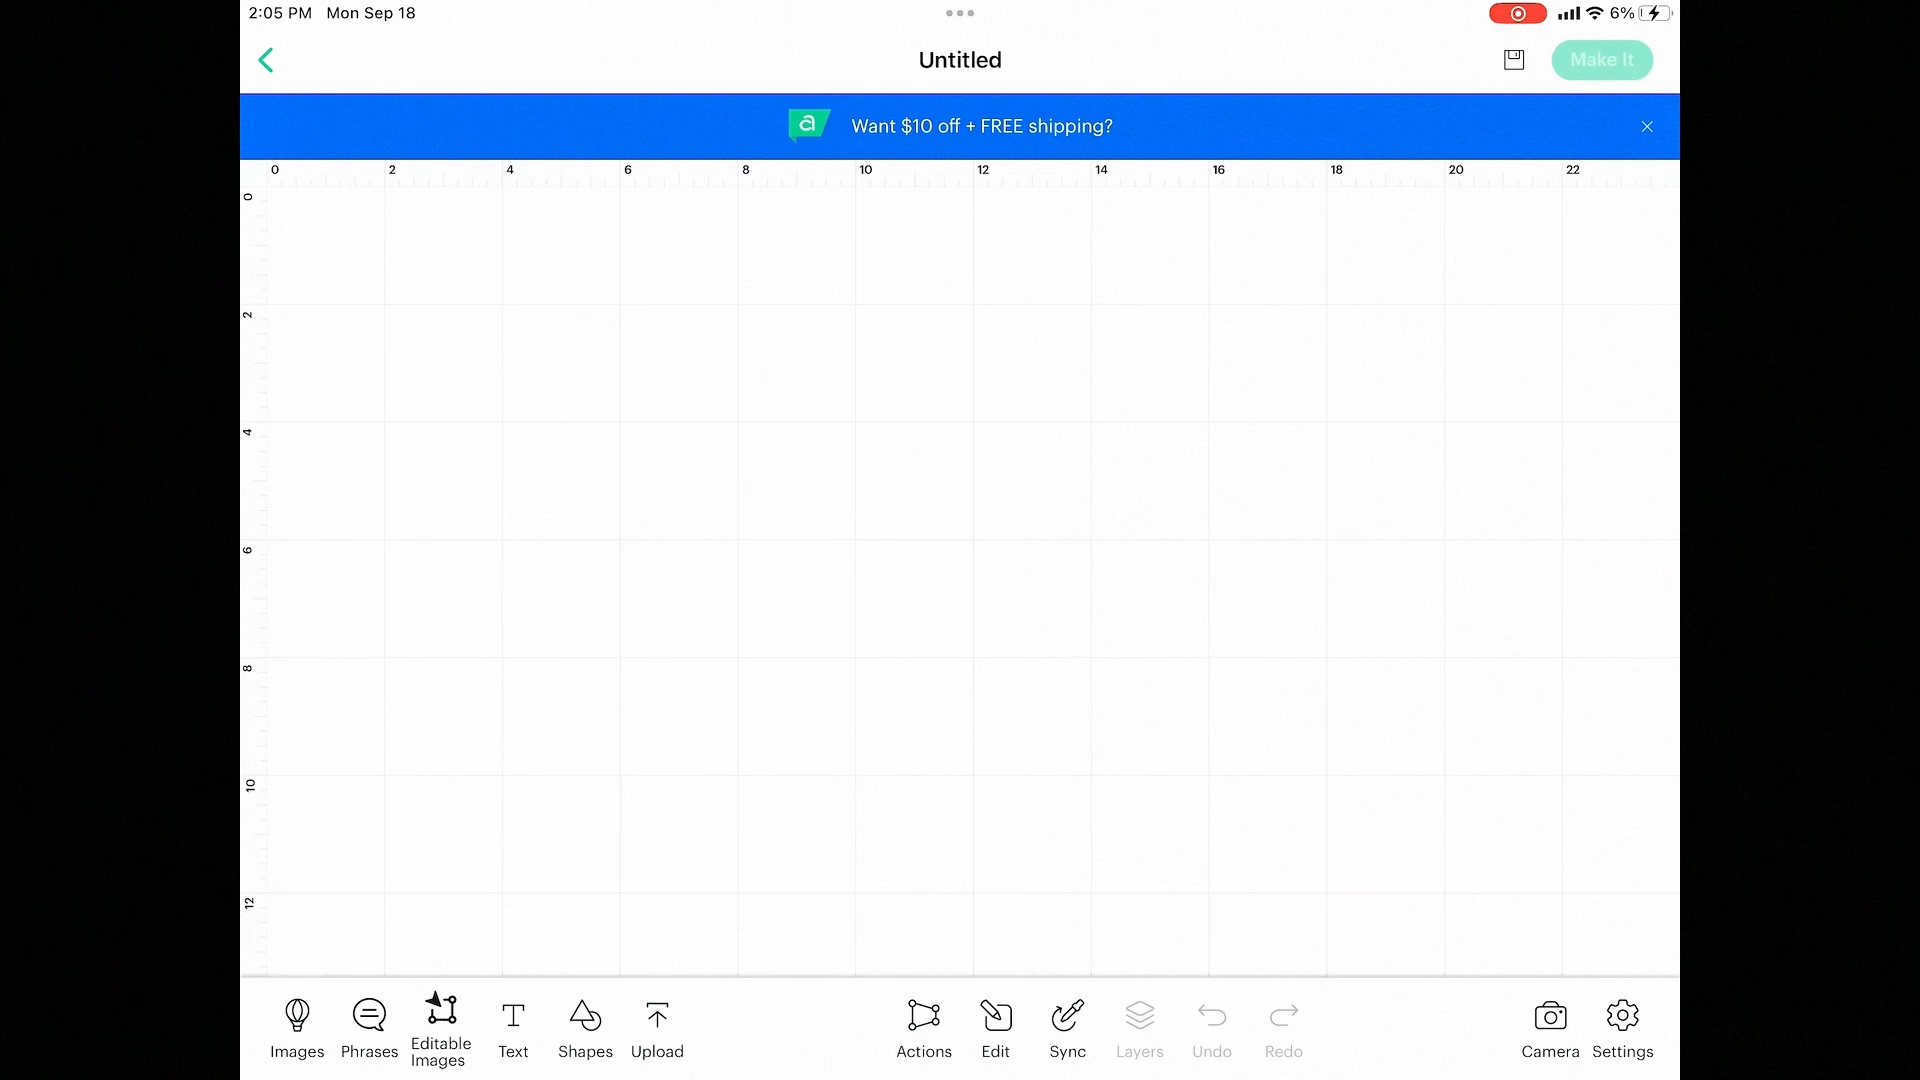 2:05 PM Mon Sep 18
6%
Untitled
Make It
a Want $10 off + FREE shipping?
0 2 4 6 8 10 12 14 16 18 20 22
0
2
4
6
8
10
12
Images Phrases Editable Images Text Shapes Upload Actions Edit Sync Layers Undo Redo Camera Settings